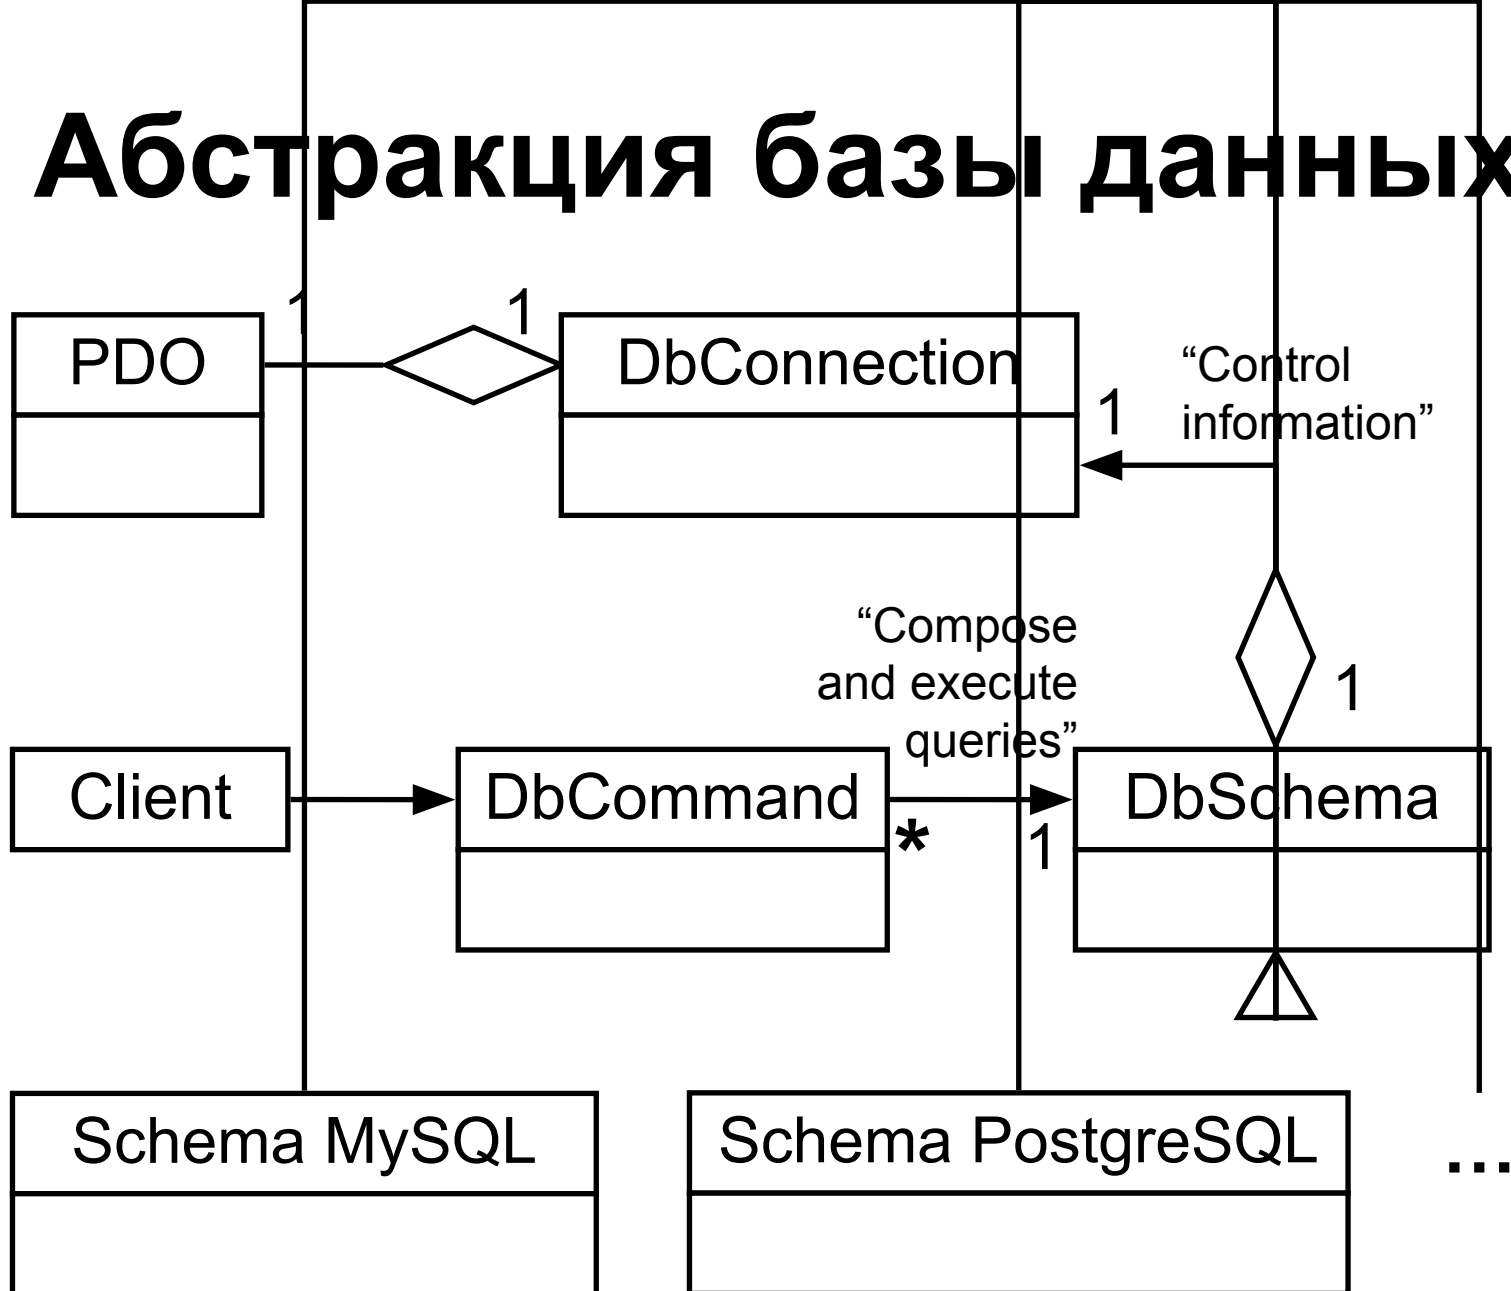 Абстракция базы данных
1
1
PDO
DbConnection
1
“Control
information”
“Compose
and execute
queries”
1
Client
DbCommand
*
1
DbSchema
Schema MySQL
Schema PostgreSQL
...